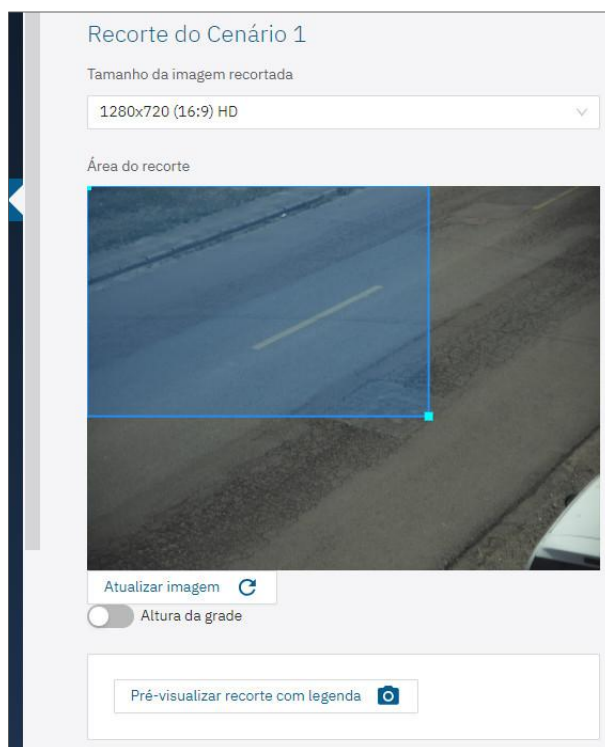 Recorte do Cenário 1
Tamanho da imagem recortada
1280x720 (16:9) HD
Área do recorte
Atualizar imagem
Altura da grade
Pré-visualizar recorte com legenda